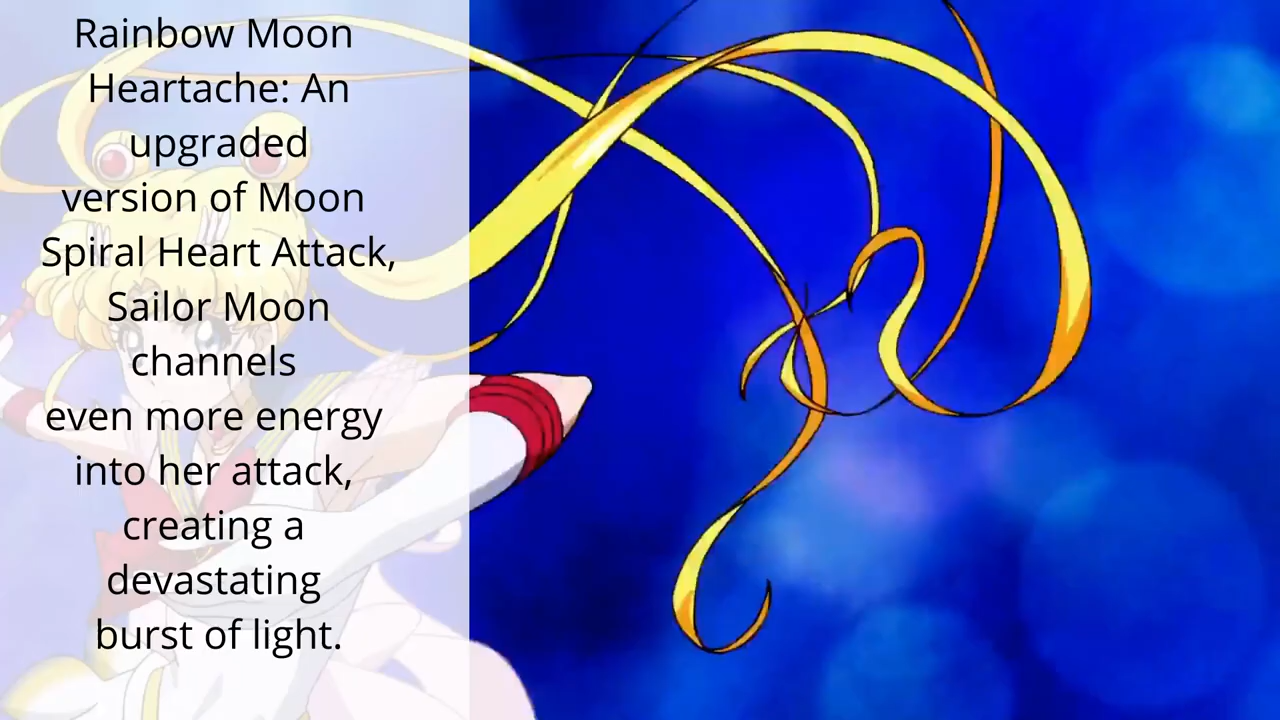 Rainbow Moon
Heartache: An
upgraded
version of Moon
Spiral Heart Attack,
Sailor Moon
channels
even more energy
into her attack,
creating a
devastating
burst of light.